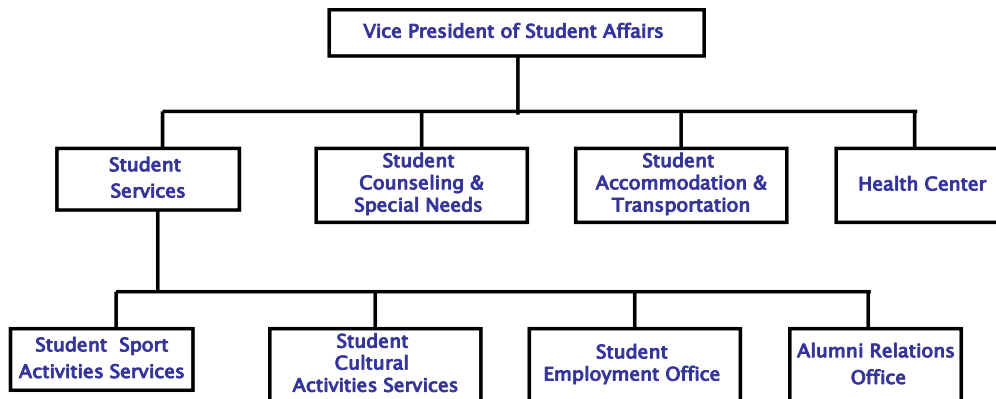 Vice President of Student Affairs
Student
Services
Student
Counseling &
Special Needs
Student
Accommodation &
Transportation
Health Center
Student Sport
Activities Services
Student
Cultural
Activities Services
Student
Employment Office
Alumni Relations
Office